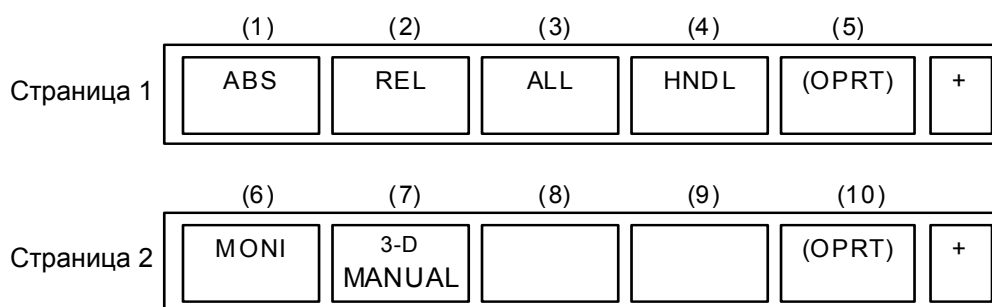 (1) (2) (3) (4) (5)
Страница 1 ABS REL ALL HNDL (OPRT) +
(6) (7) (8) (9) (10)
Страница 2 MONI 3-D MANUAL (OPRT) +